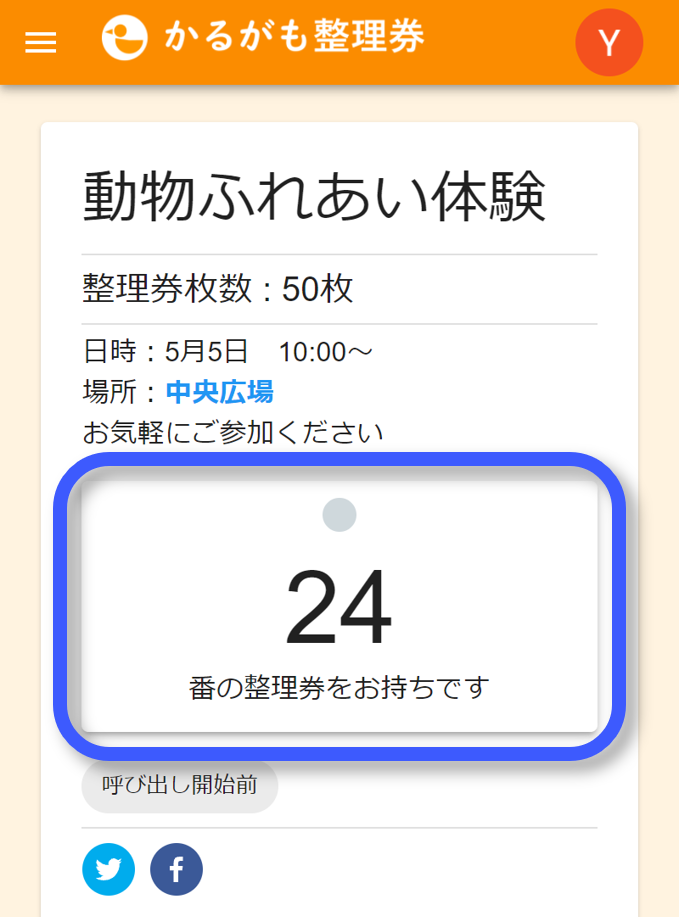 かるがも整理券
Y
動物ふれあい体験
整理券枚数：50枚
日時：5月5日　10:00～
場所：中央広場
お気軽にご参加ください
24
番の整理券をお持ちです
呼び出し開始前